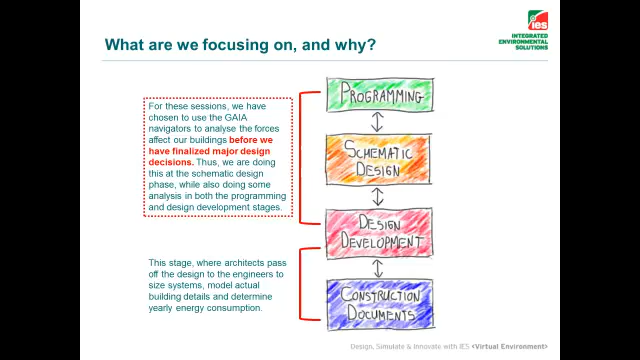 What are we focusing on, and why?
ies
INTEGRATED
ENVIRONMENTAL
SOLUTIONS
For these sessions, we have
chosen to use the GAIA
navigators to analyse the forces
affect our buildings before we
have finalized major design
decisions. Thus, we are doing
this at the schematic design
phase, while also doing some
analysis in both the programming
and design development stages.
This stage, where architects pass
off the design to the engineers to
size systems, model actual
building details and determine
yearly energy consumption.
PROGRAMMING
SCHEMATIC
DESIGN
DESIGN
DEVELOPMENT
CONSTRUCTION
DOCUMENTS
Design, Simulate & Innovate with IES <Virtual Environment>